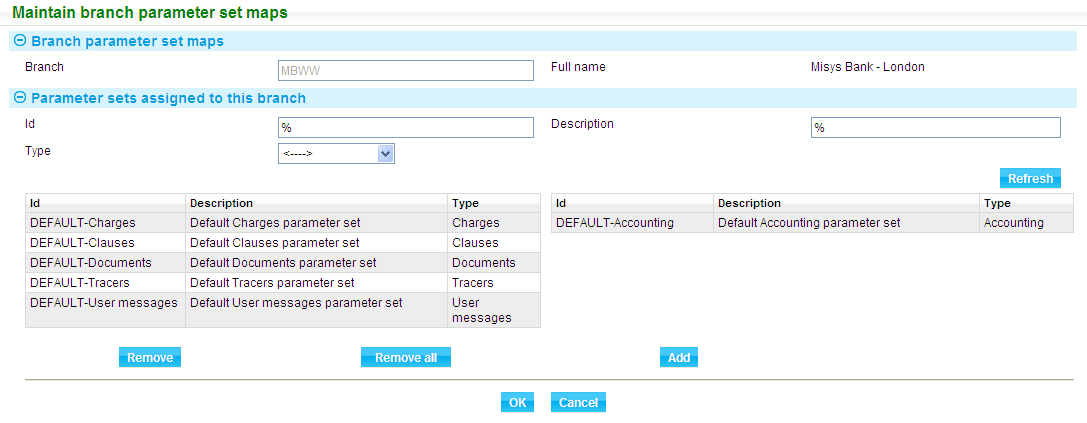 Maintain branch parameter set maps
Branch parameter set maps
Branch MBWW Full name Misys Bank - London
Parameter sets assigned to this branch
Id % Description %
Type <---->
Refresh
Id Description Type Id Description Type
DEFAULT-Charges Default Charges parameter set Charges DEFAULT-Accounting Default Accounting parameter set Accounting
DEFAULT-Clauses Default Clauses parameter set Clauses
DEFAULT-Documents Default Documents parameter set Documents
DEFAULT-Tracers Default Tracers parameter set Tracers
DEFAULT-User messages Default User messages parameter set User
messages
Remove Remove all Add
OK Cancel